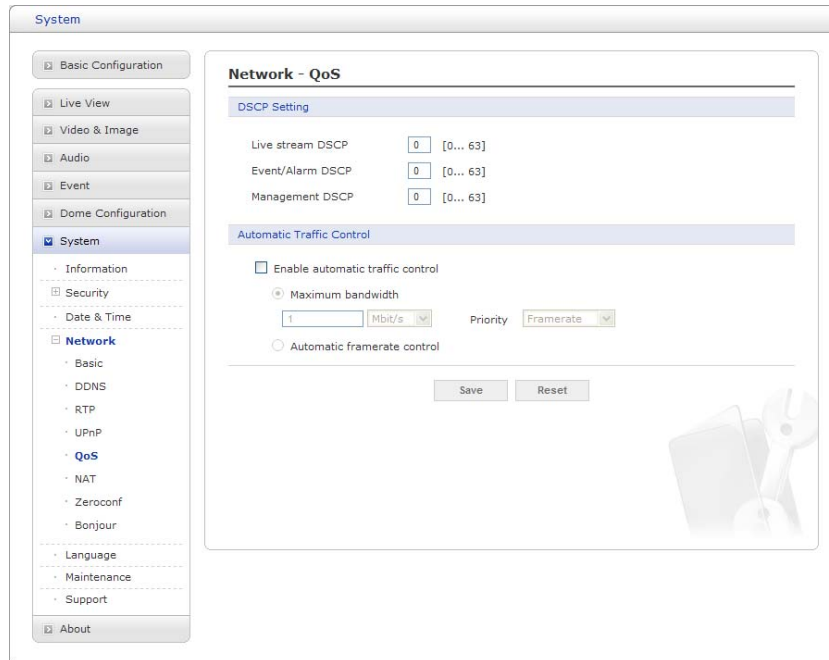 System
Basic Configuration
Live View
Video & Image
Audio
Event
Dome Configuration
System
Information
Security
Date & Time
Network
Basic
DDNS
RTP
UPnP
QoS
NAT
Zeroconf
Bonjour
Language
Maintenance
Support
About
Network - QoS
DSCP Setting
Live stream DSCP 0 [0... 63]
Event/Alarm DSCP 0 [0... 63]
Management DSCP 0 [0... 63]
Automatic Traffic Control
Enable automatic traffic control
Maximum bandwidth
1 Mbit/s Priority Framerate
Automatic framerate control
Save Reset